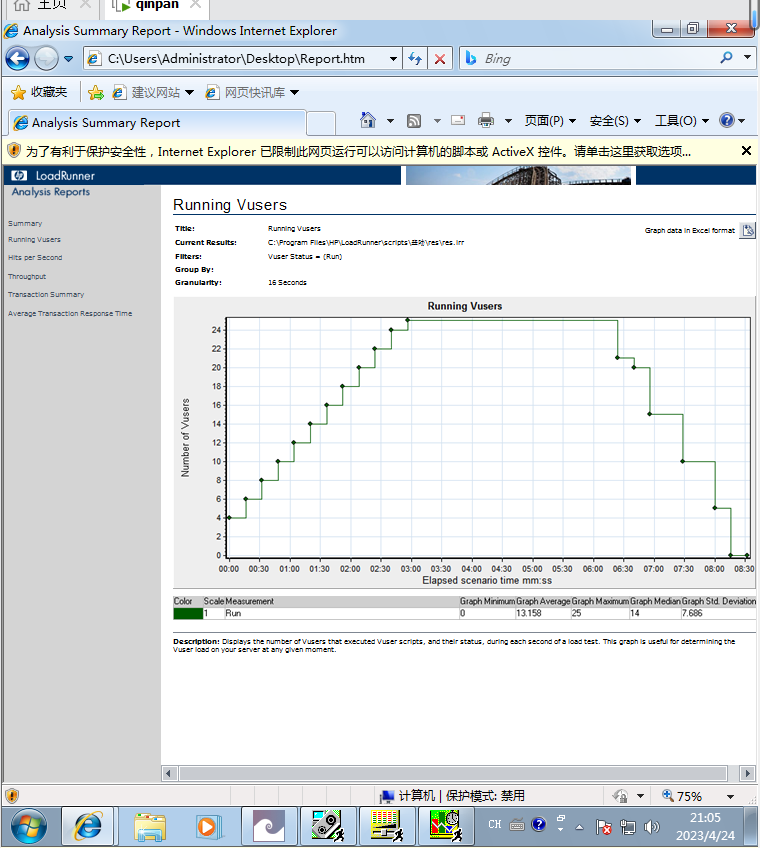 主页
qinpan
Analysis Summary Report - Windows Internet Explorer
C:\Users\Administrator\Desktop\Report.htm
Bing
收藏夹
建议网站
网页快讯库
Analysis Summary Report
页面(P)
安全(S)
工具(O)
为了有利于保护安全性，Internet Explorer 已限制此网页运行可以访问计算机的脚本或 ActiveX 控件。请单击这里获取选项...
hp LoadRunner
Analysis Reports
Summary
Running Vusers
Hits per Second
Throughput
Transaction Summary
Average Transaction Response Time
Running Vusers
Title: Running Vusers
Graph data in Excel format
Current Results: C:\Program Files\HP\LoadRunner\scripts\
\res\res.lrr
Filters: Vuser Status = (Run)
Group By:
Granularity: 16 Seconds
Running Vusers
Number of Vusers
24
22
20
18
16
14
12
10
8
6
4
2
0
00:00 00:30 01:00 01:30 02:00 02:30 03:00 03:30 04:00 04:30 05:00 05:30 06:00 06:30 07:00 07:30 08:00 08:30
Elapsed scenario time mm:ss
Color Scale Measurement Graph Minimum Graph Average Graph Maximum Graph Median Graph Std. Deviation
1 Run 0 13.158 25 14 7.686
Description: Displays the number of Vusers that executed Vuser scripts, and their status, during each second of a load test. This graph is useful for determining the
Vuser load on your server at any given moment.
计算机 | 保护模式: 禁用
75%
CH
21:05
2023/4/24